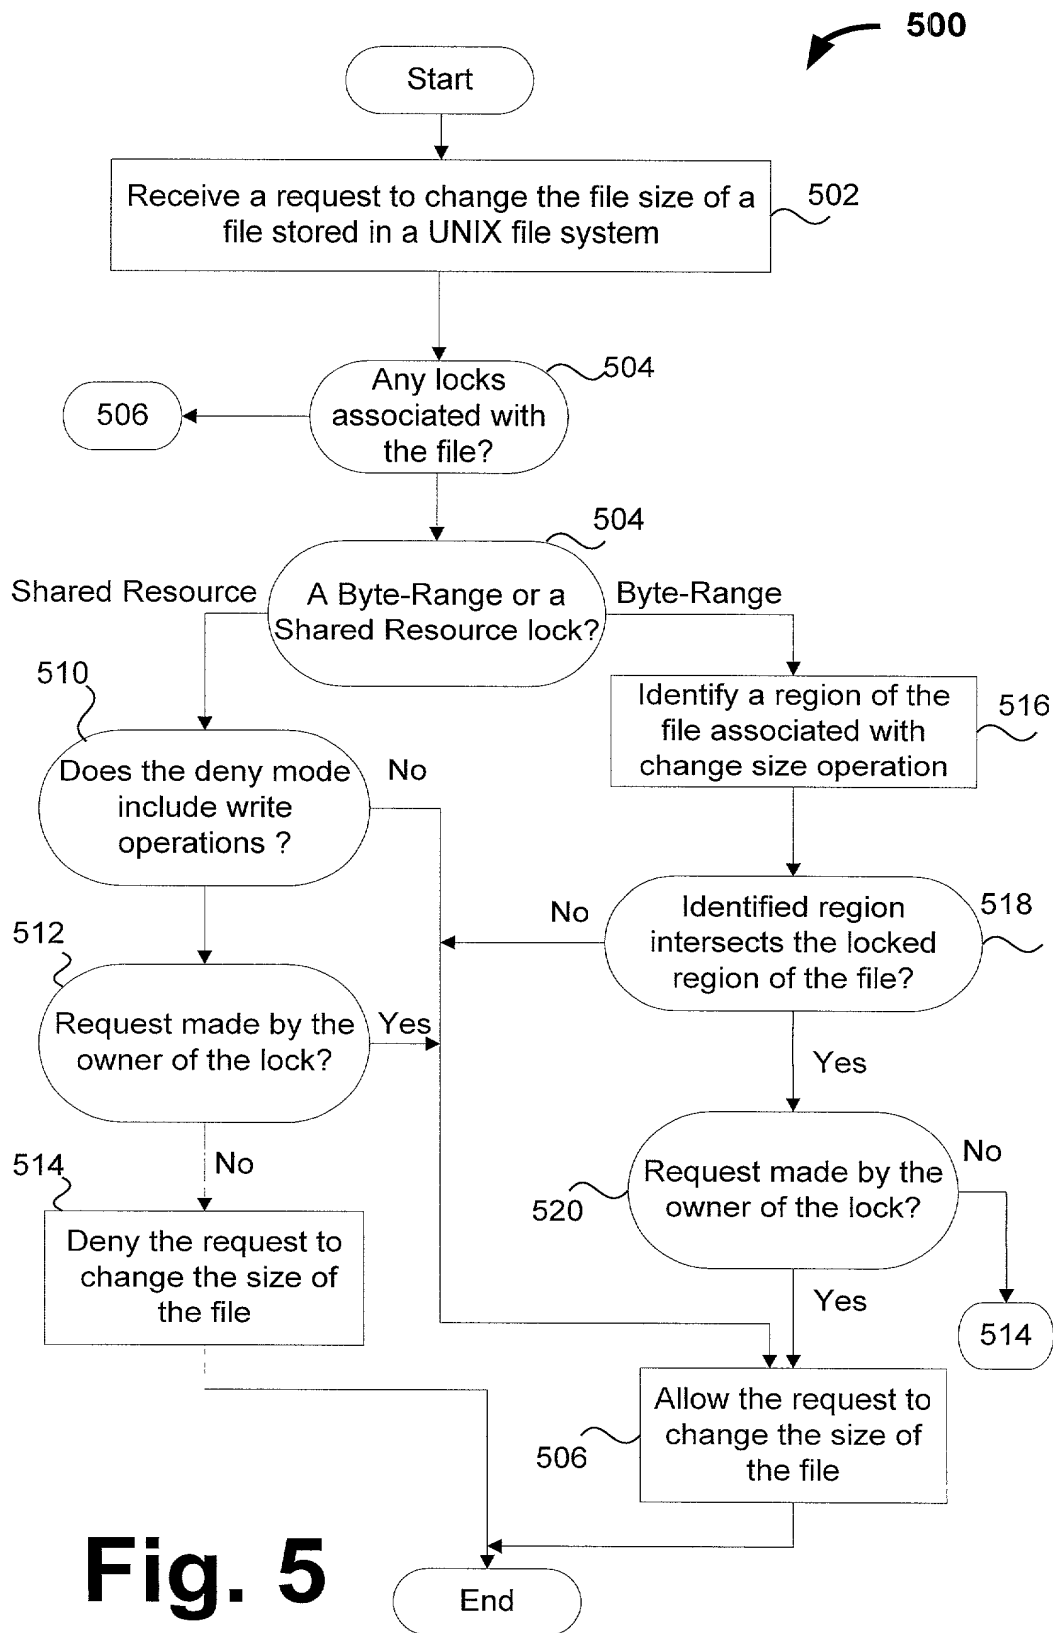 500
Start
Receive a request to change the file size of a
file stored in a UNIX file system
502
Any locks
associated with
the file?
504
506
504
Shared Resource
A Byte-Range or a
Shared Resource lock?
Byte-Range
510
Does the deny mode
include write
operations ?
No
Identify a region of the
file associated with
change size operation
516
512
Request made by the
owner of the lock?
Yes
No
Identified region
intersects the locked
region of the file?
518
Yes
514
No
Deny the request to
change the size of
the file
520
Request made by the
owner of the lock?
No
Yes
514
506
Allow the request to
change the size of
the file
Fig. 5
End